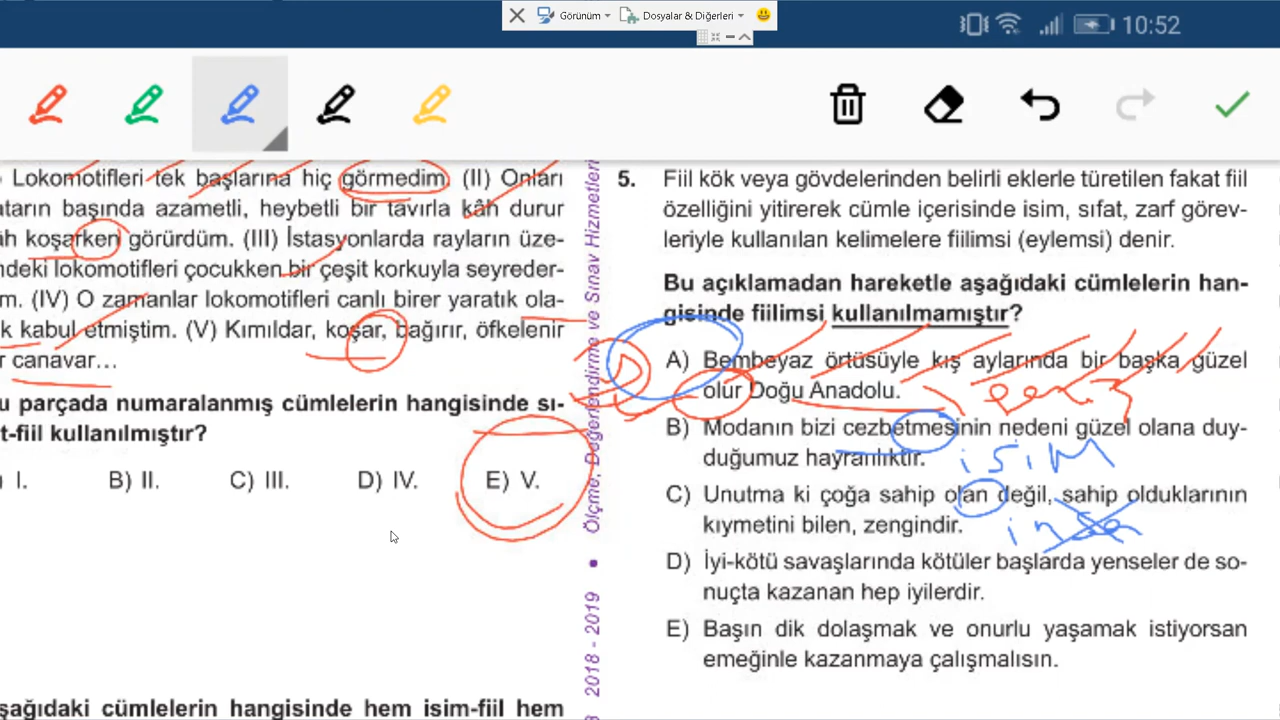 Görünüm
Dosyalar & Diğerleri
10:52
Lokomotifleri tek başlarına hiç görmedim. (II) Onları
ataların başında azametli, heybetli bir tavırla kâh durur
koşarken görürdüm. (III) İstasyonlarda rayların üze-
ndeki lokomotifleri çocukken bir çeşit korkuyla seyreder-
m. (IV) O zamanlar lokomotifleri canlı birer yaratık ola-
k kabul etmiştim. (V) Kımıldar, koşar, bağırır, öfkelenir
r canavar…
u parçada numaralanmış cümlelerin hangisinde sı-
t-fiil kullanılmıştır?
) I.
B) II.
C) III.
D) IV.
E) V.
şağıdaki cümlelerin hangisinde hem isim-fiil hem
2018 - 2019 • Ölçme, Değerlendirme ve Sınav Hizmetleri
5. Fiil kök veya gövdelerinden belirli eklerle türetilen fakat fiil
özelliğini yitirerek cümle içerisinde isim, sıfat, zarf görev-
leriyle kullanılan kelimelere fiilimsi (eylemsi) denir.
Bu açıklamadan hareketle aşağıdaki cümlelerin han-
gisinde fiilimsi kullanılmamıştır?
A) Bembeyaz örtüsüyle kış aylarında bir başka güzel
olur Doğu Anadolu.
B) Modanın bizi cezbetmesinin nedeni güzel olana duy-
duğumuz hayranlıktır.
isim
C) Unutma ki çoğa sahip olan değil, sahip olduklarının
kıymetini bilen, zengindir.
D) İyi-kötü savaşlarında kötüler başlarda yenseler de so-
nuçta kazanan hep iyilerdir.
E) Başın dik dolaşmak ve onurlu yaşamak istiyorsan
emeğinle kazanmaya çalışmalısın.